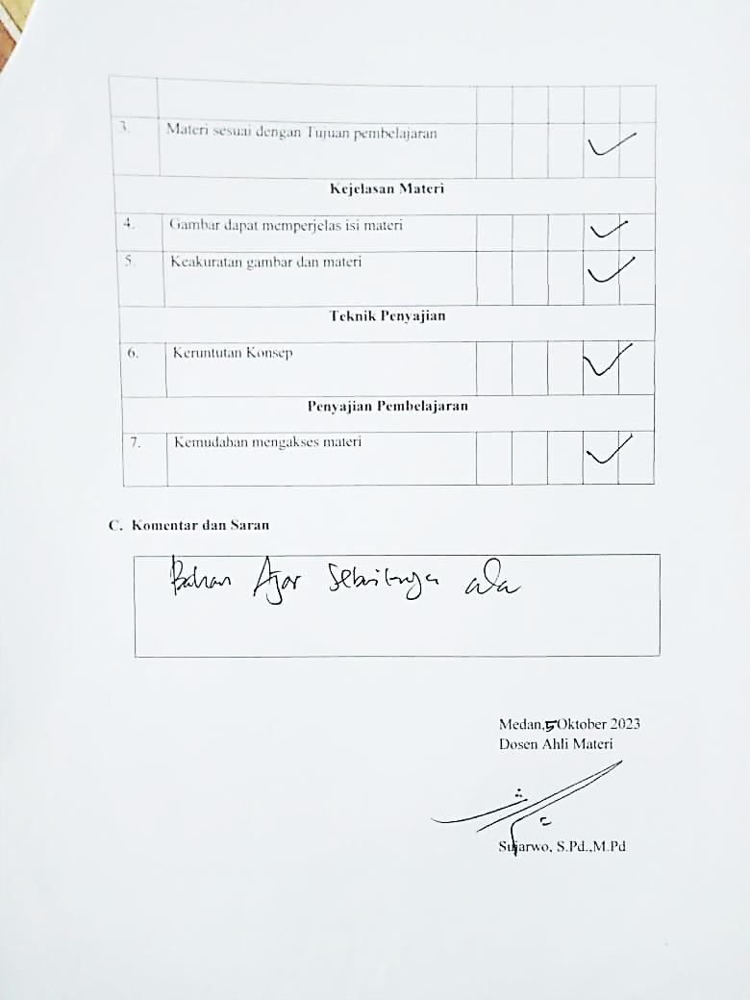 3. Materi sesuai dengan Tujuan pembelajaran
Kejelasan Materi
4. Gambar dapat memperjelas isi materi
5. Keakuratan gambar dan materi
Teknik Penyajian
6. Keruntutan Konsep
Penyajian Pembelajaran
7. Kemudahan mengakses materi
C. Komentar dan Saran
Bahan Ajar Sebaiknya ada
Medan,5 Oktober 2023
Dosen Ahli Materi
Sujarwo, S.Pd.,M.Pd